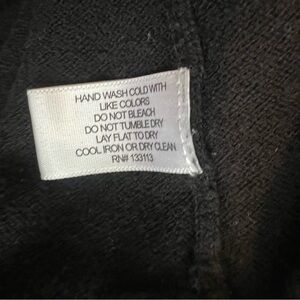 HAND WASH COLD WITH
LIKE COLORS
DO NOT BLEACH
DO NOT TUMBLE DRY
LAY FLAT TO DRY
COOL IRON OR DRY CLEAN
RN# 133113